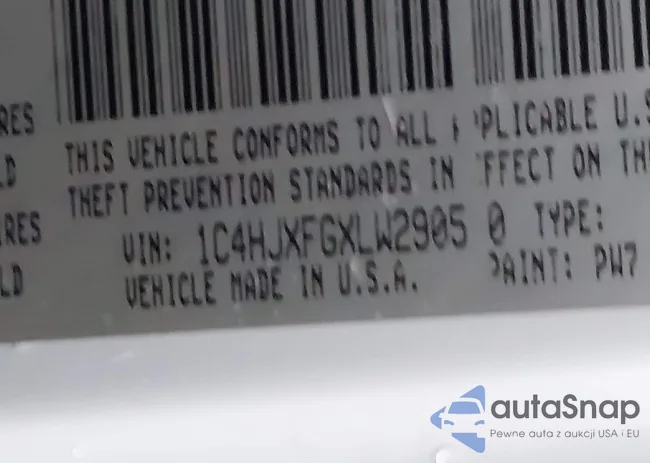 RES
THIS VEHICLE CONFORMS TO ALL PLICABLE U.S
LD
THEFT PREVENTION STANDARDS IN FFECT ON TH
RES
VIN: 1C4HJXFGXLW2905 0 TYPE:
LD
VEHICLE MADE IN U.S.A. PAINT: PW7
autaSnap
Pewne auta z aukcji USA i EU